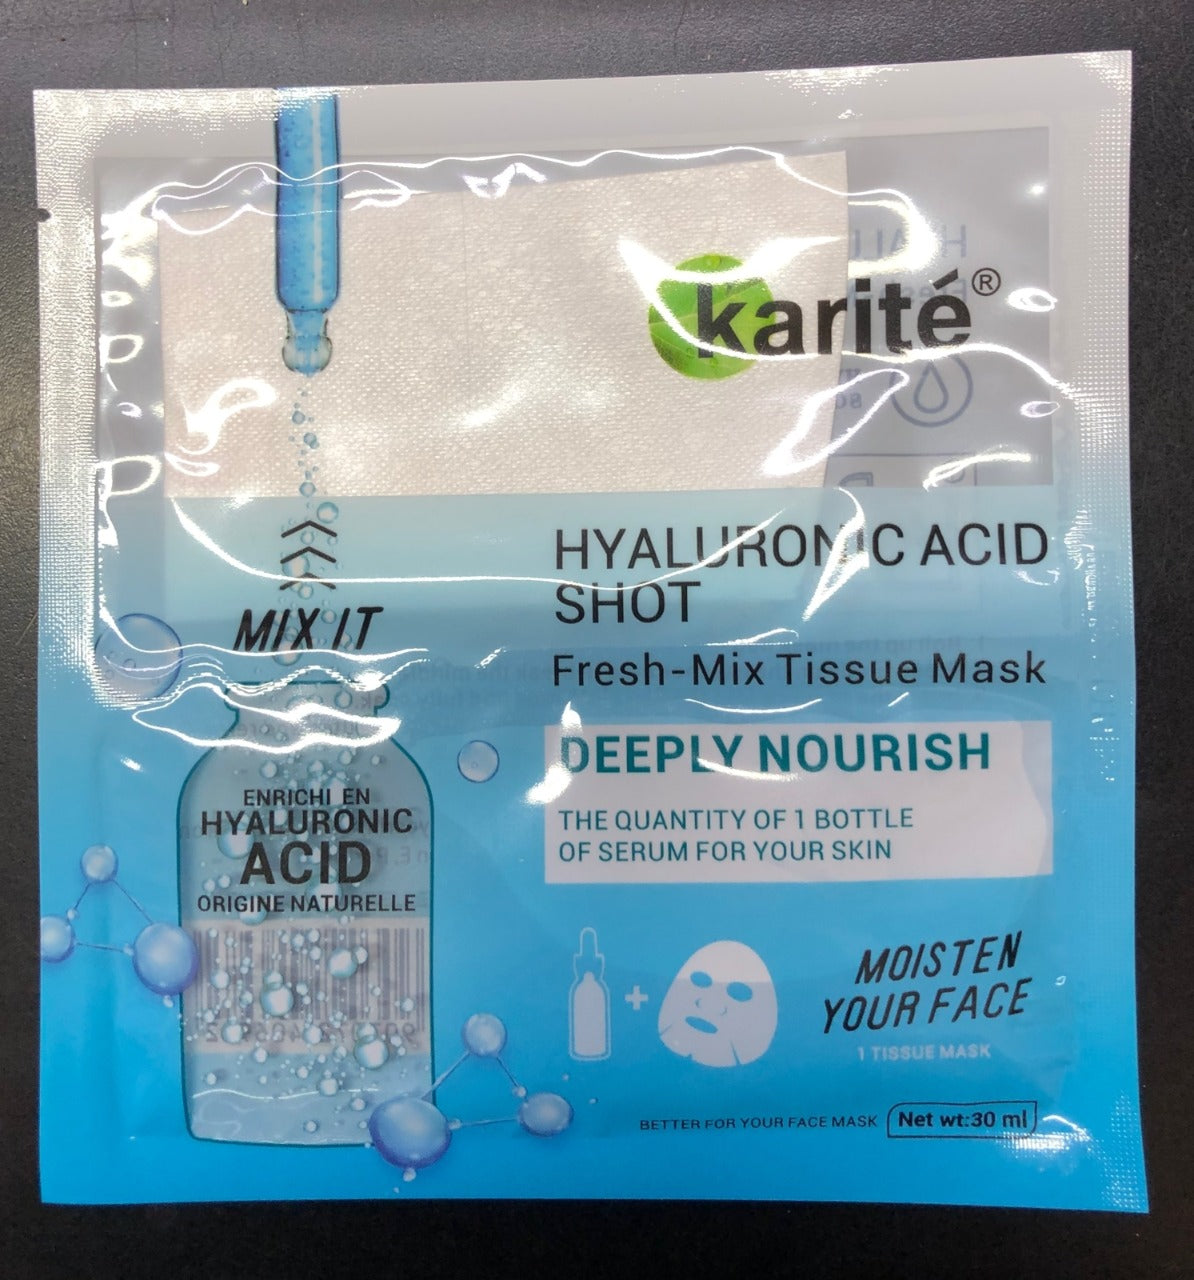 karité®
HYALURONIC ACID
SHOT
Fresh-Mix Tissue Mask
MIX IT
DEEPLY NOURISH
THE QUANTITY OF 1 BOTTLE
OF SERUM FOR YOUR SKIN
ENRICHI EN
HYALURONIC
ACID
ORIGINE NATURELLE
MOISTEN
YOUR FACE
1 TISSUE MASK
BETTER FOR YOUR FACE MASK
Net wt:30 ml